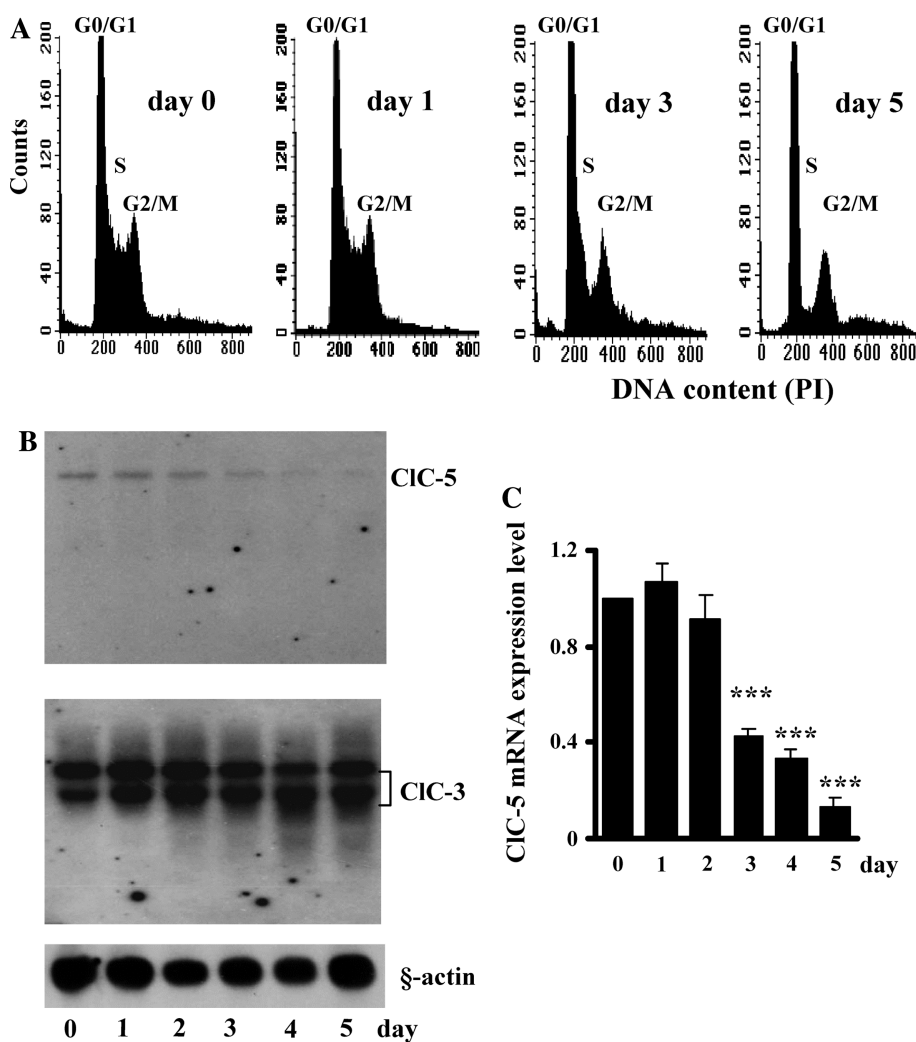 A
G0/G1
G0/G1
G0/G1
G0/G1
day 0
day 1
day 3
day 5
S
G2/M
G2/M
S
G2/M
S
G2/M
Counts
0 40 80 120 160 200
0 40 80 120 160 200
0 40 80 120 160 200
0 40 80 120 160 200
0 200 400 600 800
0 200 400 600 800
0 200 400 600 800
0 200 400 600 800
DNA content (PI)
B
ClC-5
ClC-3
§-actin
0 1 2 3 4 5 day
C
ClC-5 mRNA expression level
1.2
0.8
0.4
0
***
***
***
0 1 2 3 4 5 day